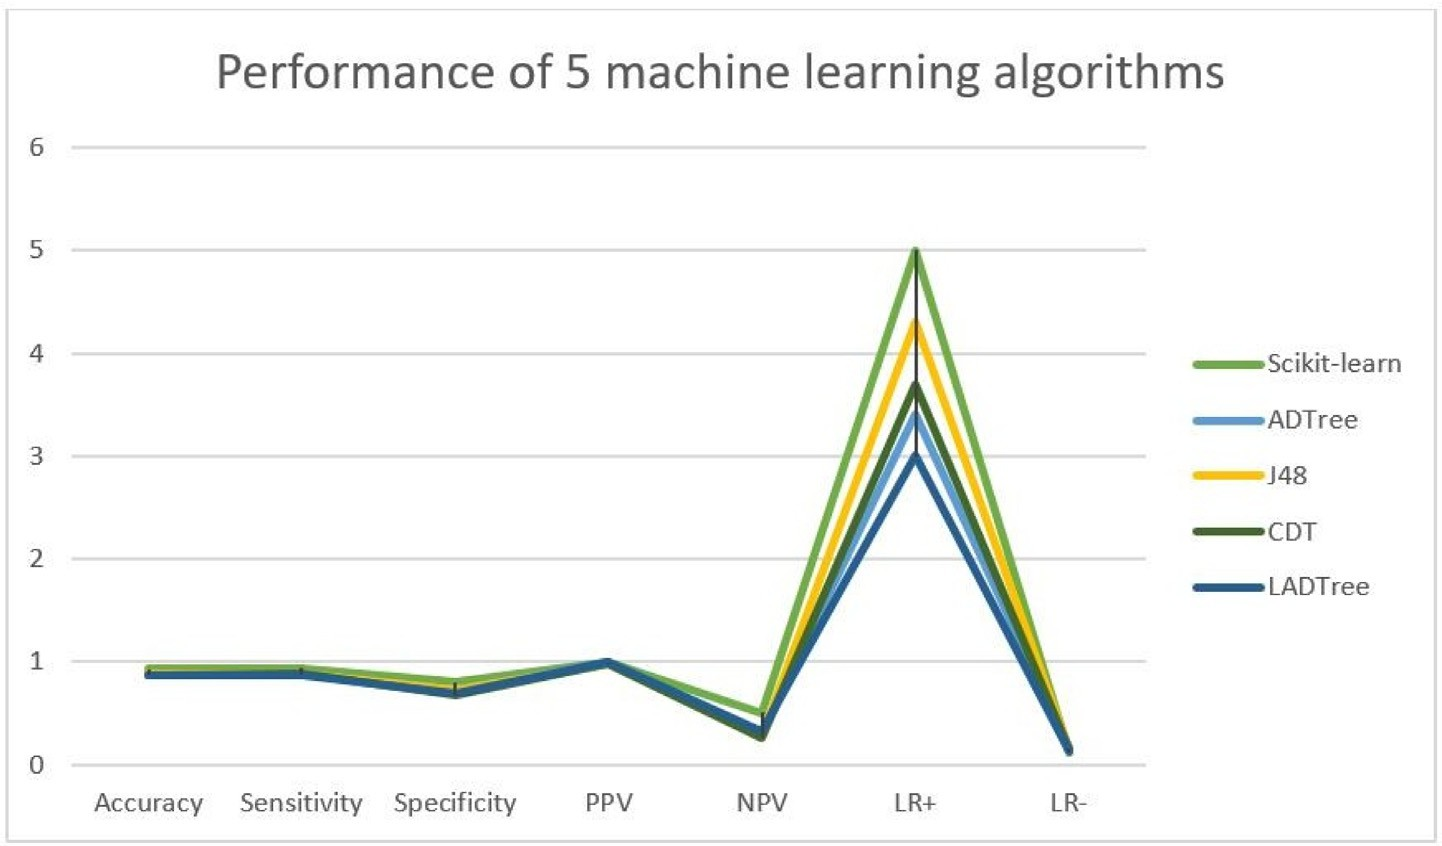 Performance of 5 machine learning algorithms
6
5
4
3
2
1
0
Accuracy Sensitivity Specificity PPV NPV LR+ LR-
Scikit-learn
ADTree
J48
CDT
LADTree